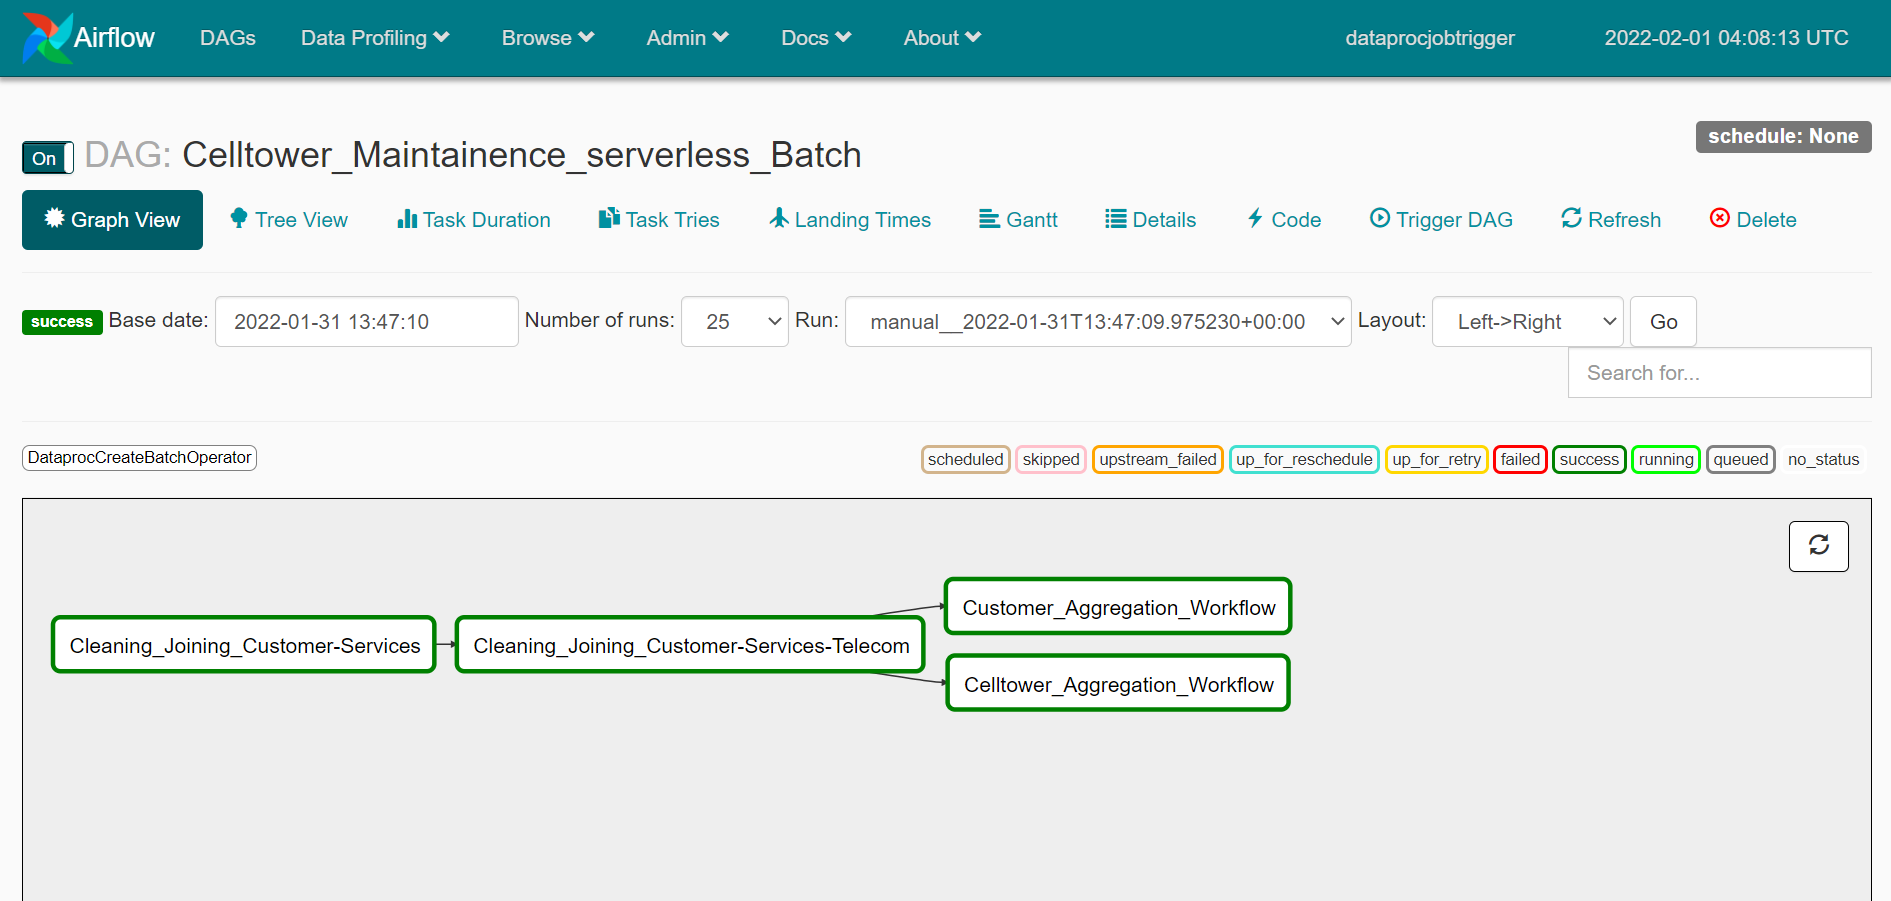 Airflow DAGs Data Profiling Browse Admin Docs About dataprocjobtrigger 2022-02-01 04:08:13 UTC
schedule: None
On DAG: Celltower_Maintainence_serverless_Batch
Graph View Tree View Task Duration Task Tries Landing Times Gantt Details Code Trigger DAG Refresh Delete
success Base date: 2022-01-31 13:47:10 Number of runs: 25 Run: manual__2022-01-31T13:47:09.975230+00:00 Layout: Left->Right Go
Search for...
DataprocCreateBatchOperator scheduled skipped upstream_failed up_for_reschedule up_for_retry failed success running queued no_status
Customer_Aggregation_Workflow
Cleaning_Joining_Customer-Services Cleaning_Joining_Customer-Services-Telecom
Celltower_Aggregation_Workflow